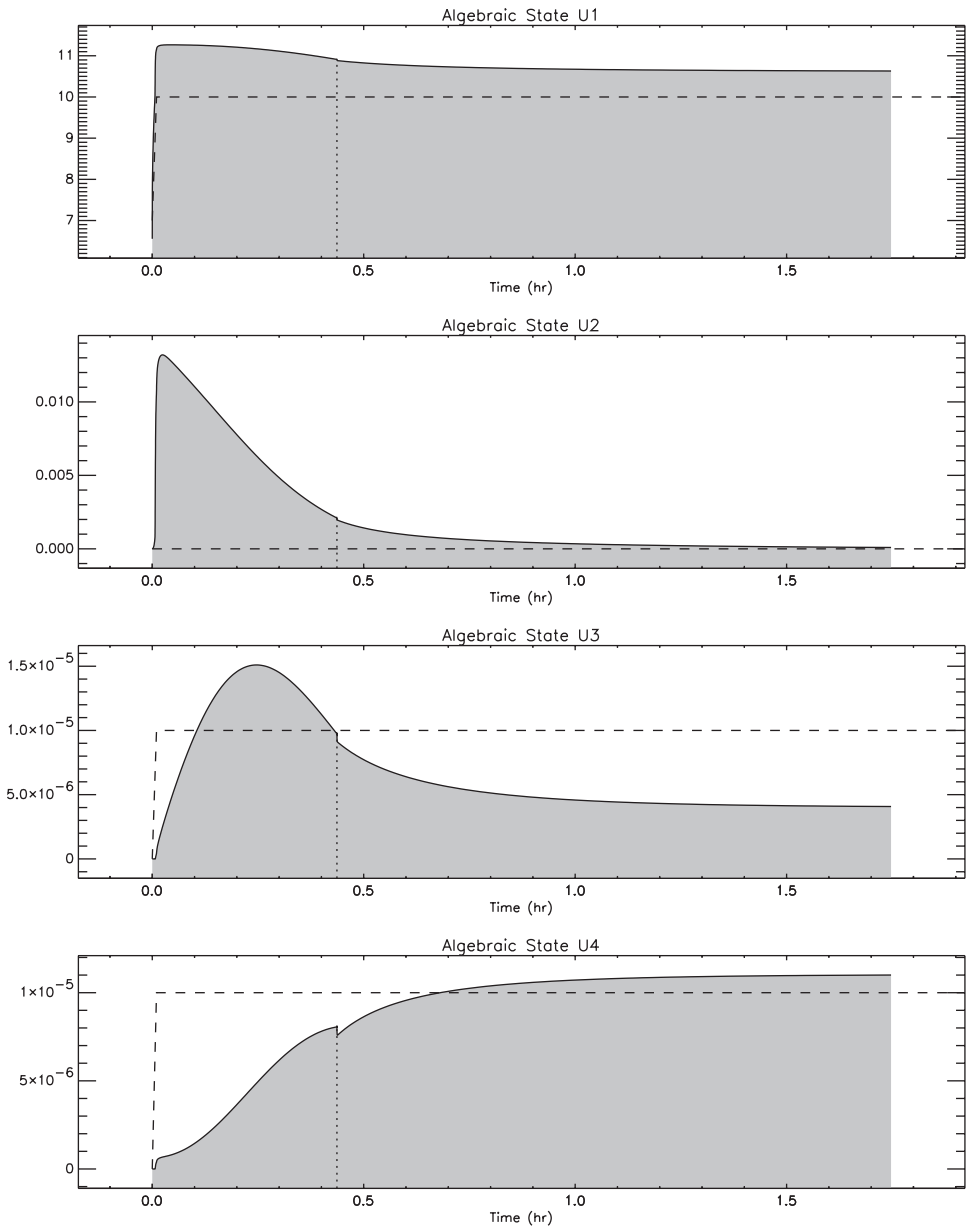 Algebraic State U1
11
10
9
8
7
0.0 0.5 1.0 1.5
Time (hr)
Algebraic State U2
0.010
0.005
0.000
0.0 0.5 1.0 1.5
Time (hr)
Algebraic State U3
1.5×10⁻⁵
1.0×10⁻⁵
5.0×10⁻⁶
0
0.0 0.5 1.0 1.5
Time (hr)
Algebraic State U4
1×10⁻⁵
5×10⁻⁶
0
0.0 0.5 1.0 1.5
Time (hr)